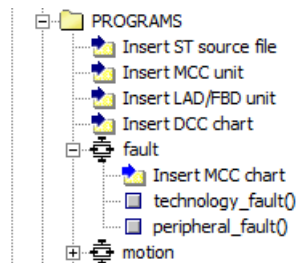 PROGRAMS
Insert ST source file
Insert MCC unit
Insert LAD/FBD unit
Insert DCC chart
fault
Insert MCC chart
technology_fault()
peripheral_fault()
motion